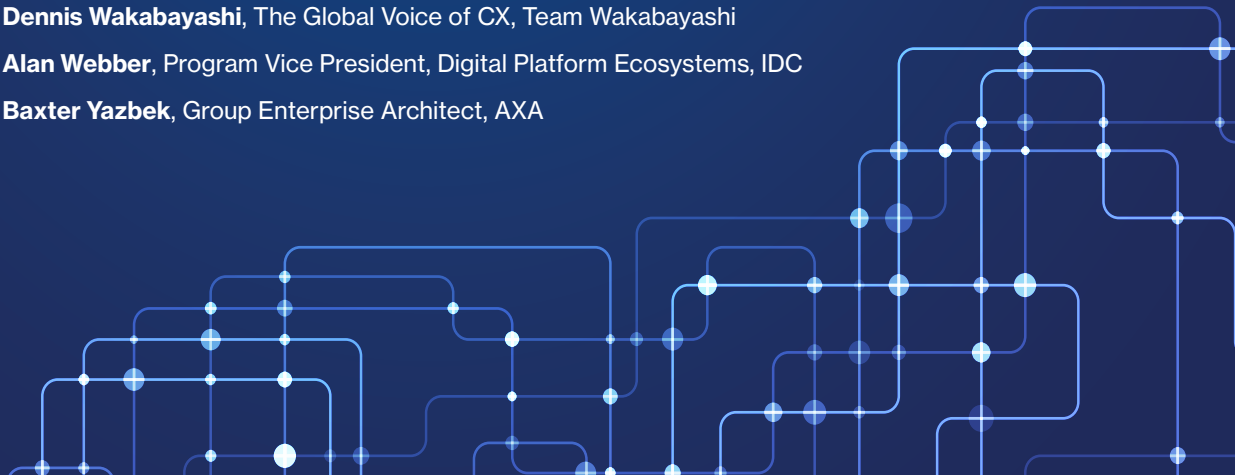 Dennis Wakabayashi, The Global Voice of CX, Team Wakabayashi
Alan Webber, Program Vice President, Digital Platform Ecosystems, IDC
Baxter Yazbek, Group Enterprise Architect, AXA